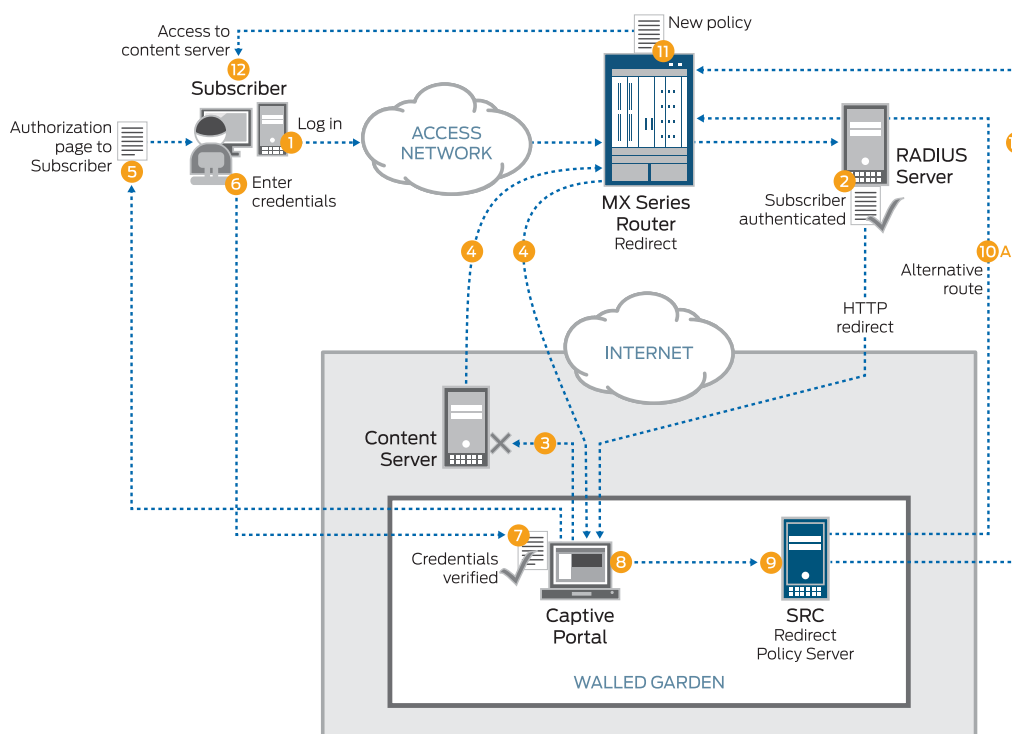 New policy
11
Access to
content server
12
Subscriber
1
Log in
ACCESS
NETWORK
Authorization
page to
Subscriber
5
6
Enter
credentials
MX Series
Router
Redirect
RADIUS
Server
2
Subscriber
authenticated
4
4
10A
Alternative
route
HTTP
redirect
INTERNET
Content
Server
3
7
Credentials
verified
8
9
Captive
Portal
SRC
Redirect
Policy Server
WALLED GARDEN